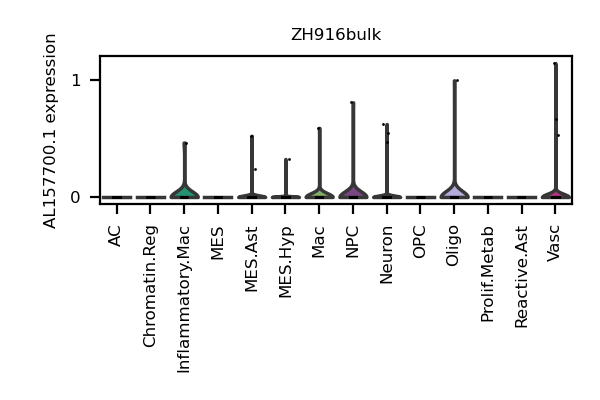 ZH916bulk
AL157700.1 expression
1
0
AC
Chromatin.Reg
Inflammatory.Mac
MES
MES.Ast
MES.Hyp
Mac
NPC
Neuron
OPC
Oligo
Prolif.Metab
Reactive.Ast
Vasc